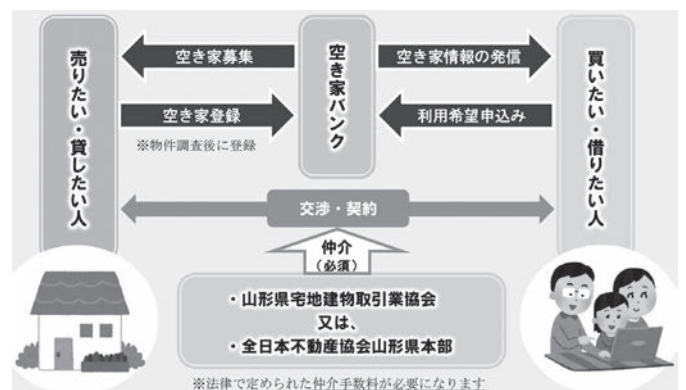 売りたい・貸したい人
空き家募集
空き家登録
※物件調査後に登録
空き家バンク
空き家情報の発信
利用希望申込み
買いたい・借りたい人
交渉・契約
仲介
（必須）
・山形県宅地建物取引業協会
又は、
・全日本不動産協会山形県本部
※法律で定められた仲介手数料が必要になります